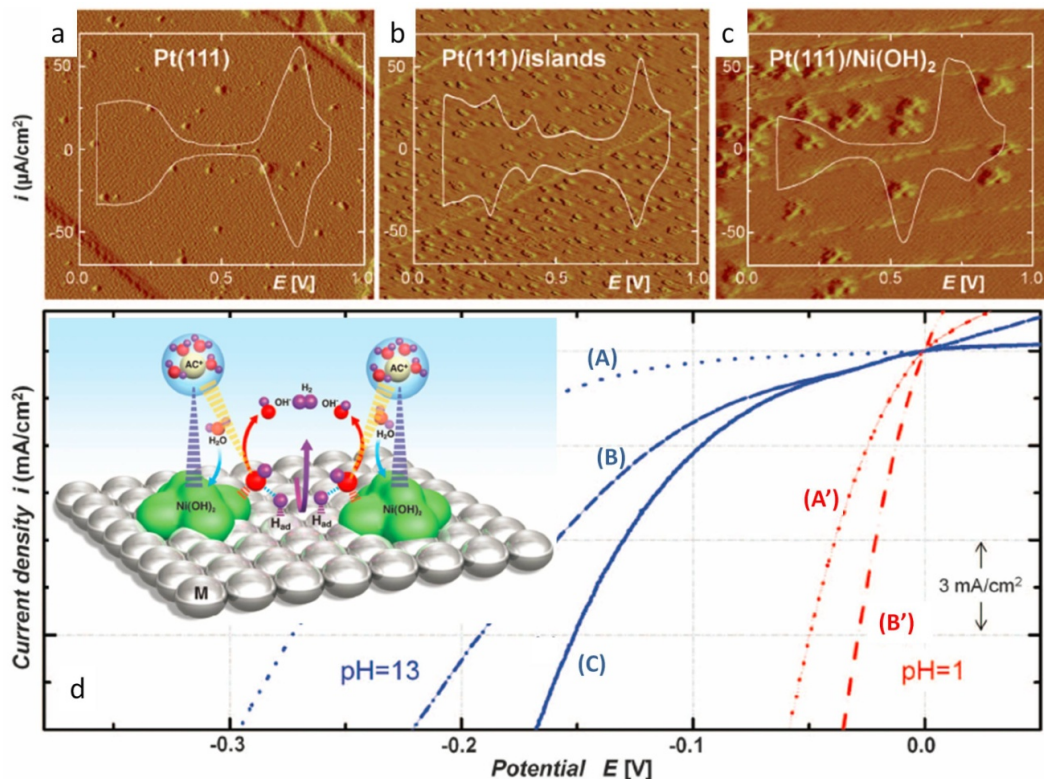 a
Pt(111)
b
Pt(111)/islands
c
Pt(111)/Ni(OH)2
i (μA/cm2)
50
0
-50
50
0
-50
50
0
-50
0.0
0.5
1.0
E [V]
0.0
0.5
1.0
E [V]
0.0
0.5
1.0
E [V]
Current density i (mA/cm2)
AC+
AC+
H2
OH-
OH-
H2O
H2O
Ni(OH)2
Ni(OH)2
Had
Had
M
(A)
(B)
(C)
(A')
(B')
3 mA/cm2
d
pH=13
pH=1
-0.3
-0.2
-0.1
0.0
Potential E [V]